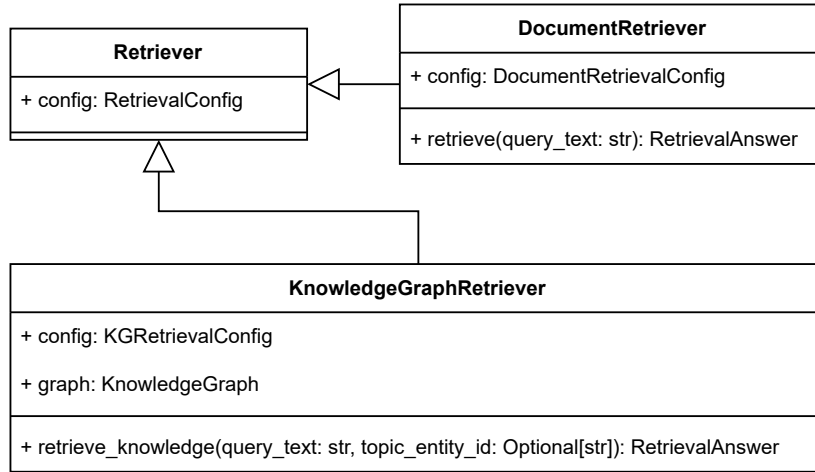 Retriever
+ config: RetrievalConfig
DocumentRetriever
+ config: DocumentRetrievalConfig
+ retrieve(query_text: str): RetrievalAnswer
KnowledgeGraphRetriever
+ config: KGRetrievalConfig
+ graph: KnowledgeGraph
+ retrieve_knowledge(query_text: str, topic_entity_id: Optional[str]): RetrievalAnswer